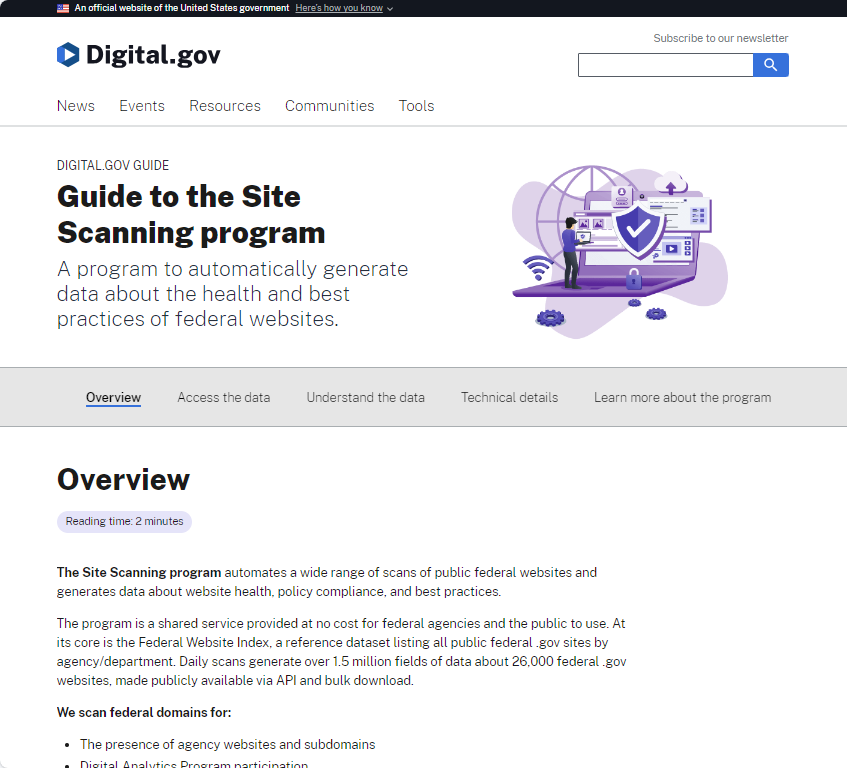 An official website of the United States government Here's how you know
Subscribe to our newsletter
Digital.gov
News Events Resources Communities Tools
DIGITAL.GOV GUIDE
Guide to the Site
Scanning program
A program to automatically generate
data about the health and best
practices of federal websites.
Overview Access the data Understand the data Technical details Learn more about the program
Overview
Reading time: 2 minutes
The Site Scanning program automates a wide range of scans of public federal websites and
generates data about website health, policy compliance, and best practices.
The program is a shared service provided at no cost for federal agencies and the public to use. At
its core is the Federal Website Index, a reference dataset listing all public federal .gov sites by
agency/department. Daily scans generate over 1.5 million fields of data about 26,000 federal .gov
websites, made publicly available via API and bulk download.
We scan federal domains for:
• The presence of agency websites and subdomains
• Digital Analytics Program participation